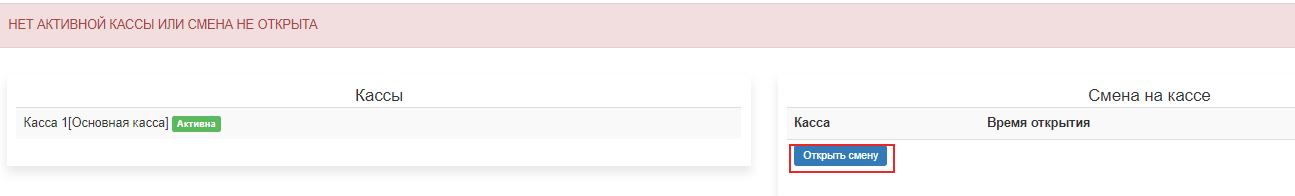 НЕТ АКТИВНОЙ КАССЫ ИЛИ СМЕНА НЕ ОТКРЫТА
Кассы
Касса 1[Основная касса] Активна
Смена на кассе
Касса Время открытия
Открыть смену